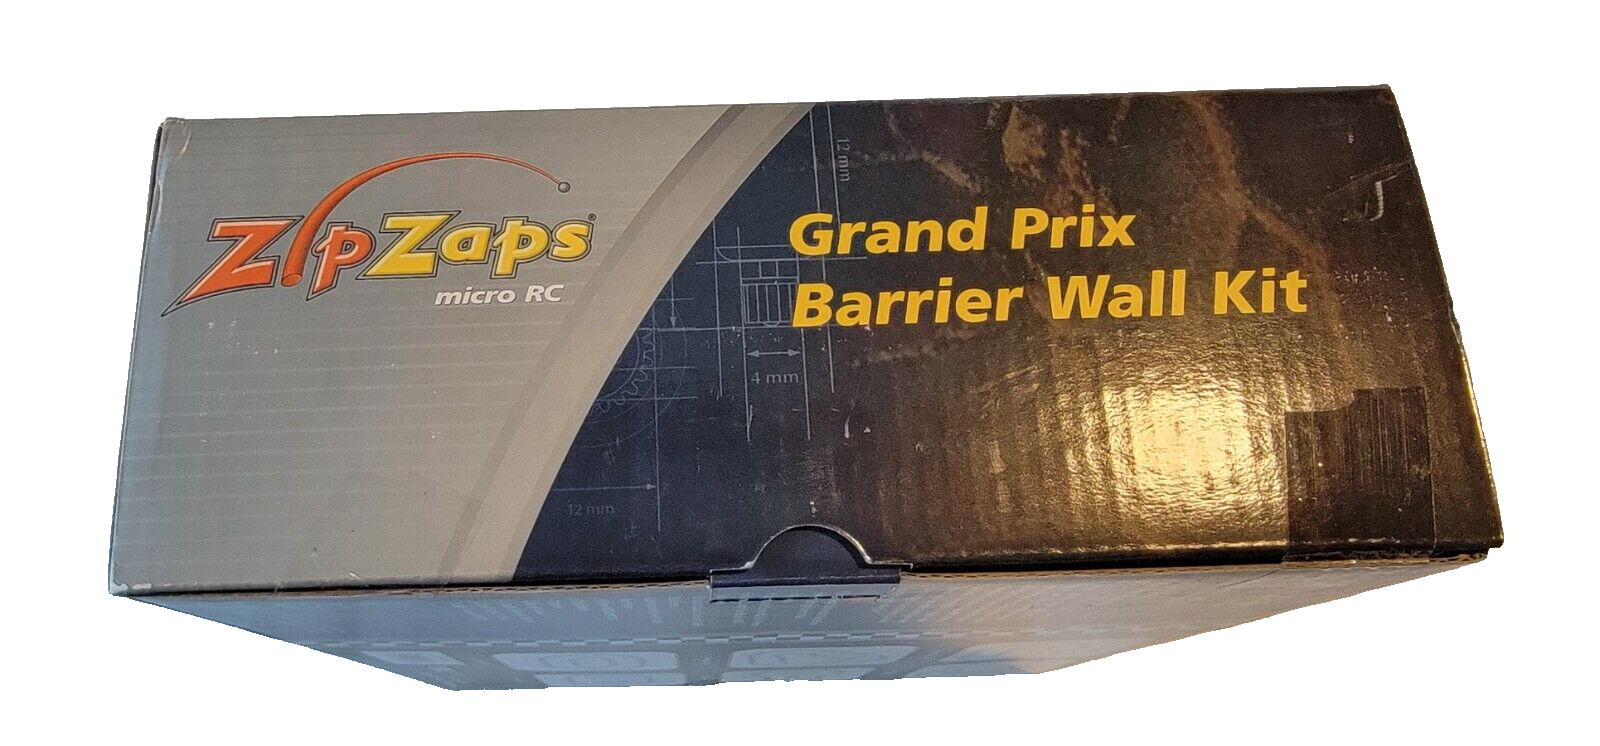 ZipZaps®
micro RC
Grand Prix
Barrier Wall Kit
12 mm
4 mm
12 mm